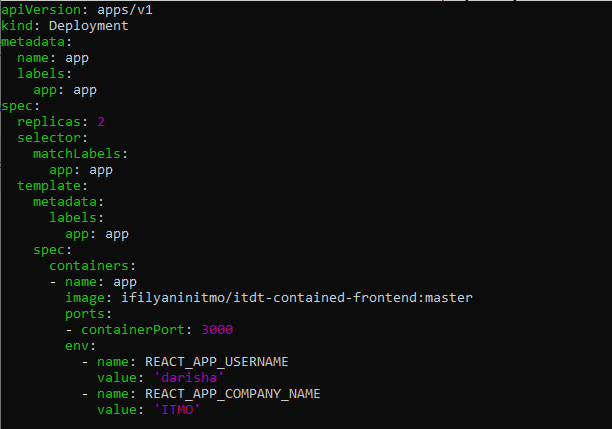 apiVersion: apps/v1
kind: Deployment
metadata:
  name: app
  labels:
    app: app
spec:
  replicas: 2
  selector:
    matchLabels:
      app: app
  template:
    metadata:
      labels:
        app: app
    spec:
      containers:
      - name: app
        image: ifilyaninitmo/itdt-contained-frontend:master
        ports:
        - containerPort: 3000
        env:
          - name: REACT_APP_USERNAME
            value: 'darisha'
          - name: REACT_APP_COMPANY_NAME
            value: 'ITMO'